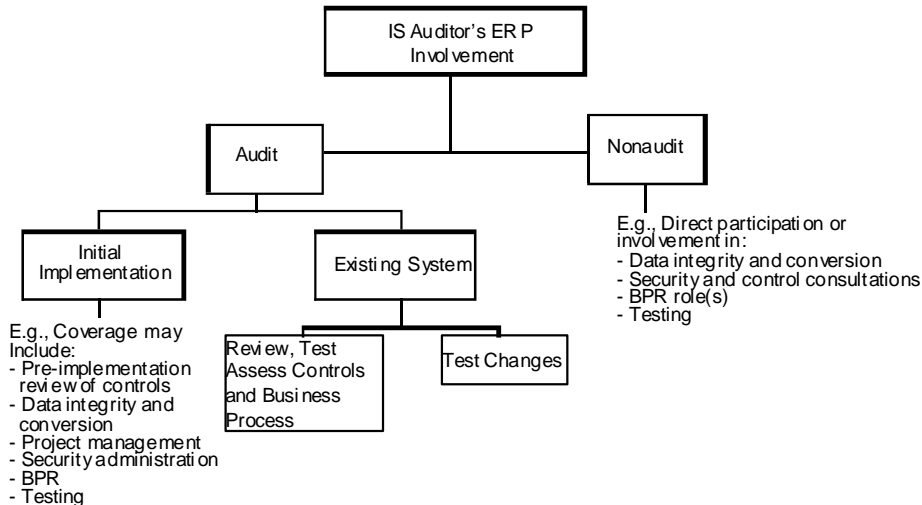 IS Auditor's ERP
Involvement
Audit
Nonaudit
Initial
Implementation
Existing System
E.g., Direct participation or
involvement in:
- Data integrity and conversion
- Security and control consultations
- BPR role(s)
- Testing
E.g., Coverage may
Include:
- Pre-implementation
review of controls
- Data integrity and
conversion
- Project management
- Security administration
- BPR
- Testing
Review, Test
Assess Controls
and Business
Process
Test Changes